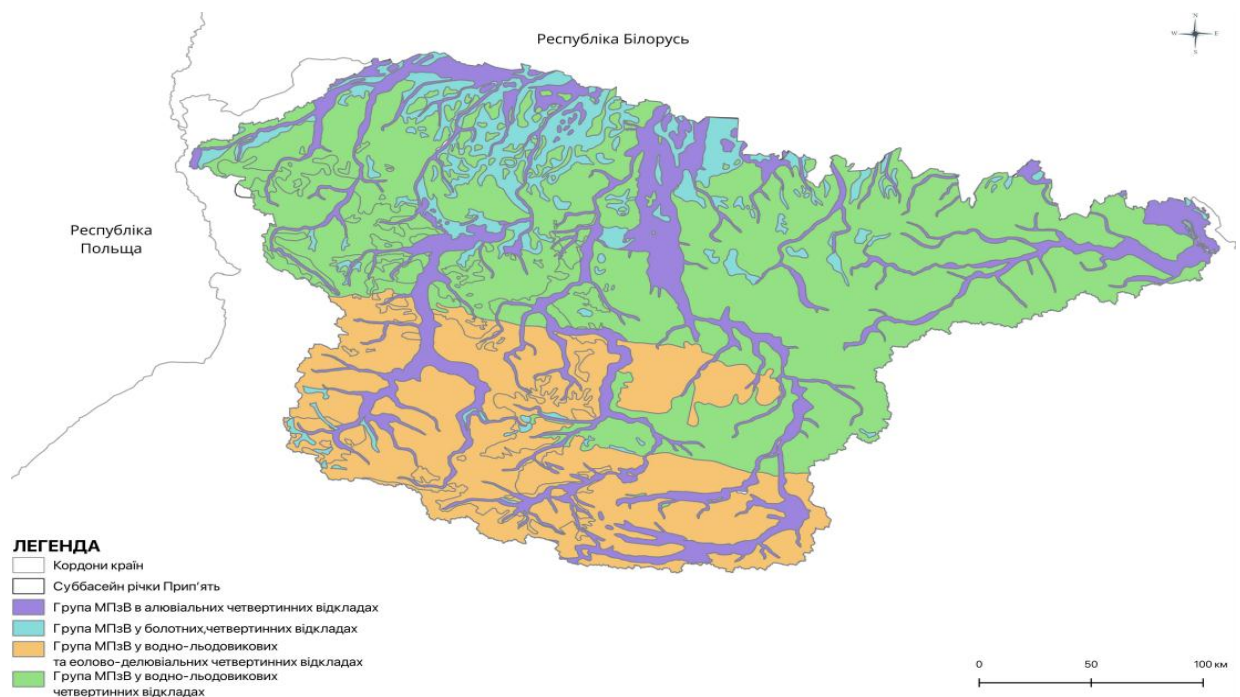 Республіка Білорусь
N
W E
S
Республіка
Польща
ЛЕГЕНДА
Кордони країн
Суббасейн річки Прип’ять
Група МПзВ в алювіальних четвертинних відкладах
Група МПзВ у болотних,четвертинних відкладах
Група МПзВ у водно-льодовикових
та еолово-делювіальних четвертинних відкладах
Група МПзВ у водно-льодовикових
четвертинних відкладах
0 50 100 км